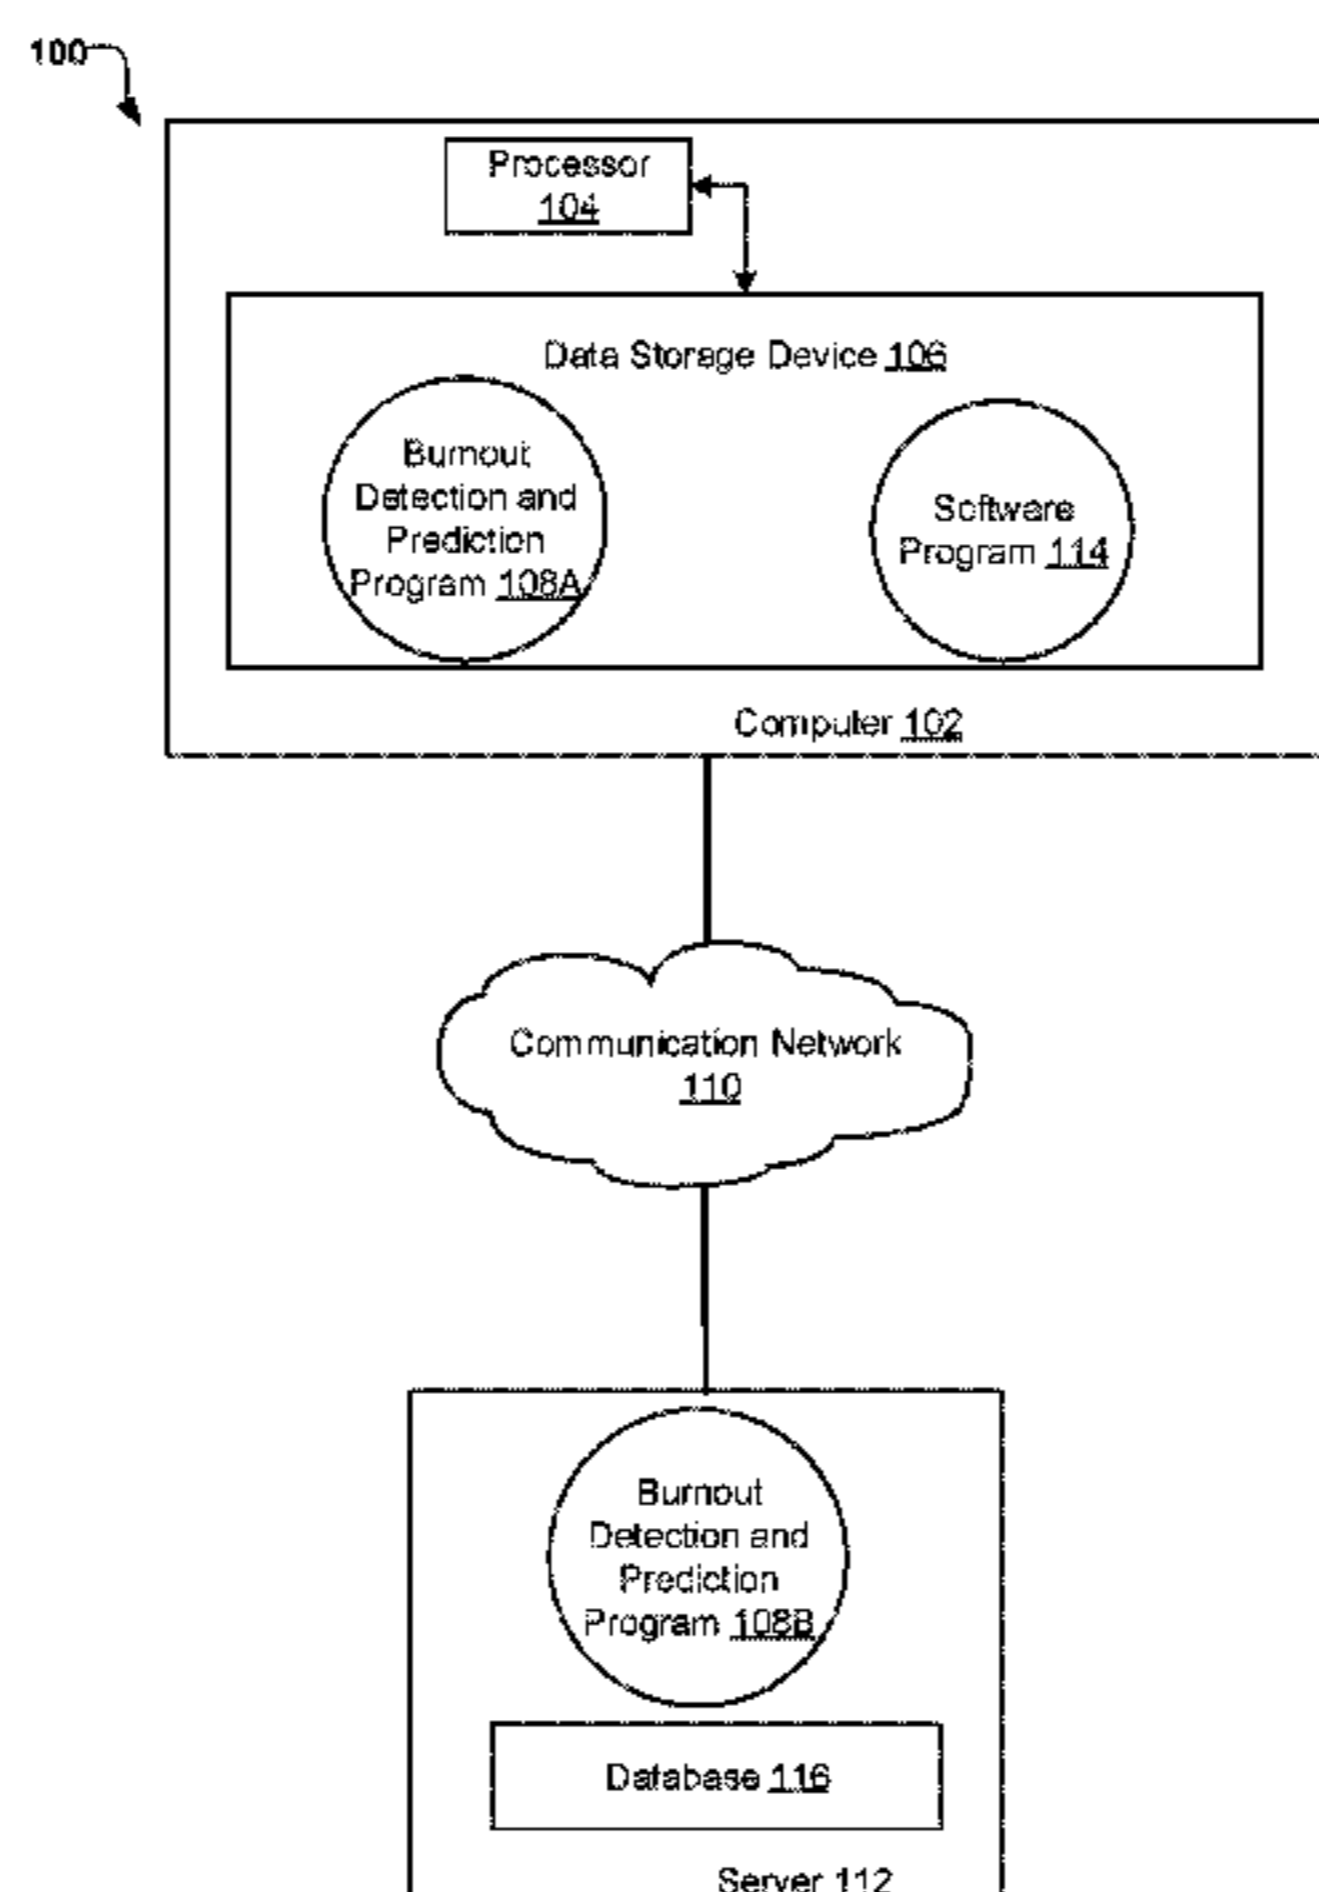 100
Processor
104
Data Storage Device 106
Burnout
Detection and
Prediction
Program 108A
Software
Program 114
Computer 102
Communication Network
110
Burnout
Detection and
Prediction
Program 108B
Database 116
Server 112